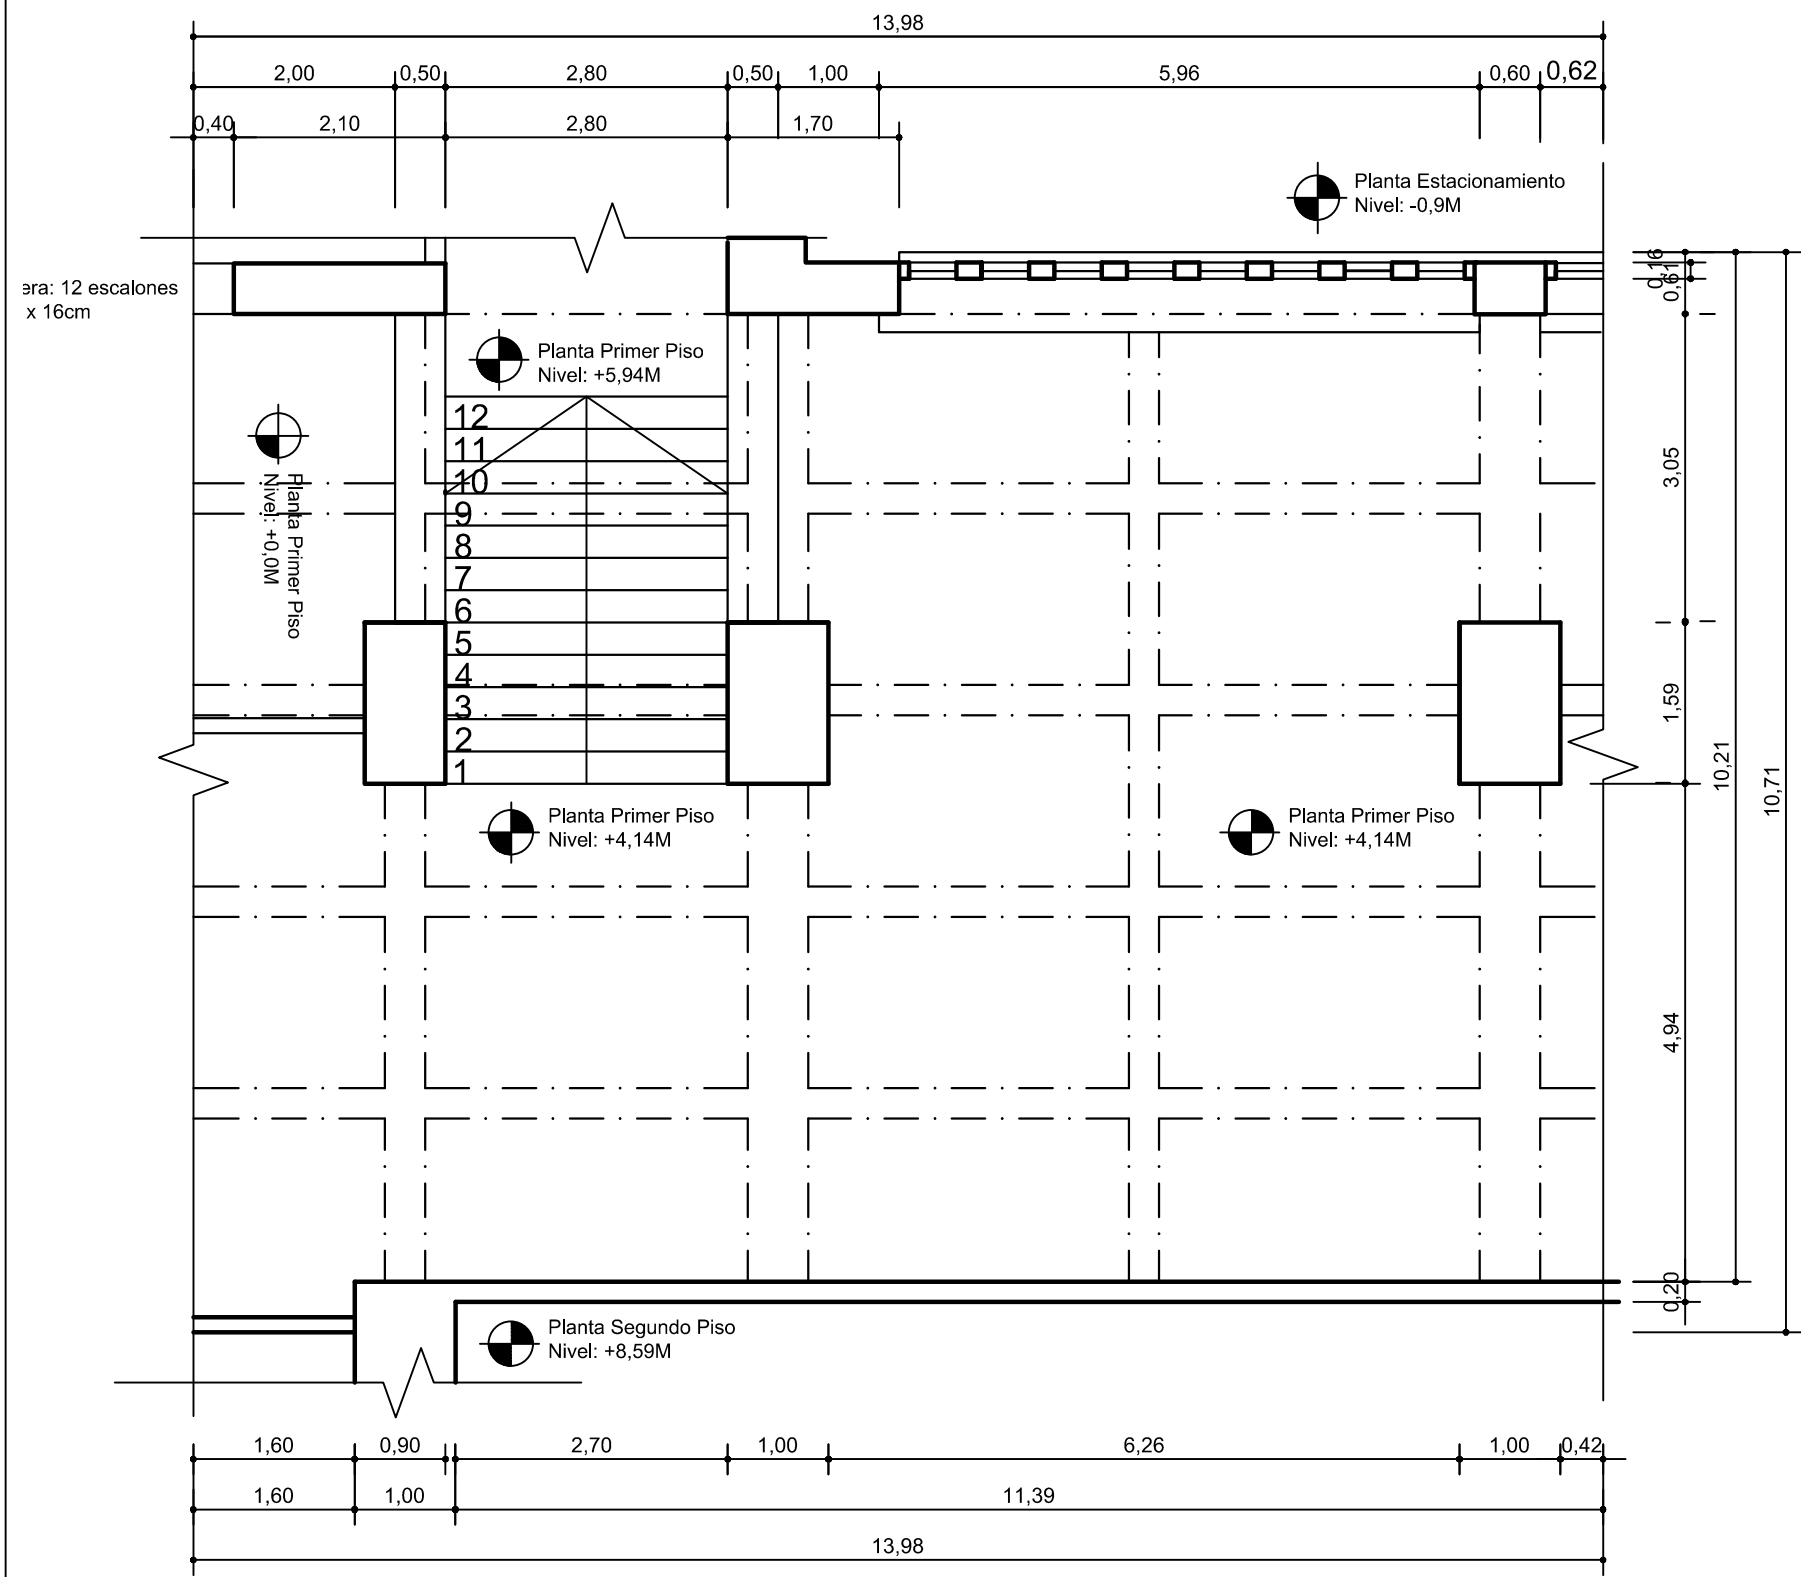 13,98
2,00 0,50 2,80 0,50 1,00 5,96 0,60 0,62
0,40 2,10 2,80 1,70
Planta Estacionamiento
Nivel: -0,9M
0,16
0,61
era: 12 escalones
x 16cm
Planta Primer Piso
Nivel: +5,94M
12
11
10
9
8
7
6
5
4
3
2
1
Planta Primer Piso
Nivel: +0,0M
3,05
1,59
10,21
10,71
Planta Primer Piso
Nivel: +4,14M
Planta Primer Piso
Nivel: +4,14M
4,94
0,20
Planta Segundo Piso
Nivel: +8,59M
1,60 0,90 2,70 1,00 6,26 1,00 0,42
1,60 1,00 11,39
13,98